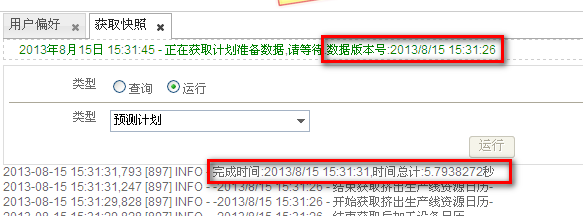 用户偏好 × 获取快照 ×
2013年8月15日 15:31:45 - 正在获取计划准备数据,请等待,数据版本号:2013/8/15 15:31:26
类型 查询 运行
类型 预测计划
运行
2013-08-15 15:31:31,793 [897] INFO - 完成时间:2013/8/15 15:31:31,时间总计:5.7938272秒
2013-08-15 15:31:31,247 [897] INFO - -2013/8/15 15:31:26 - 结束获取挤出生产线资源日历-
2013-08-15 15:31:29,828 [897] INFO - -2013/8/15 15:31:26 - 开始获取挤出生产线资源日历-